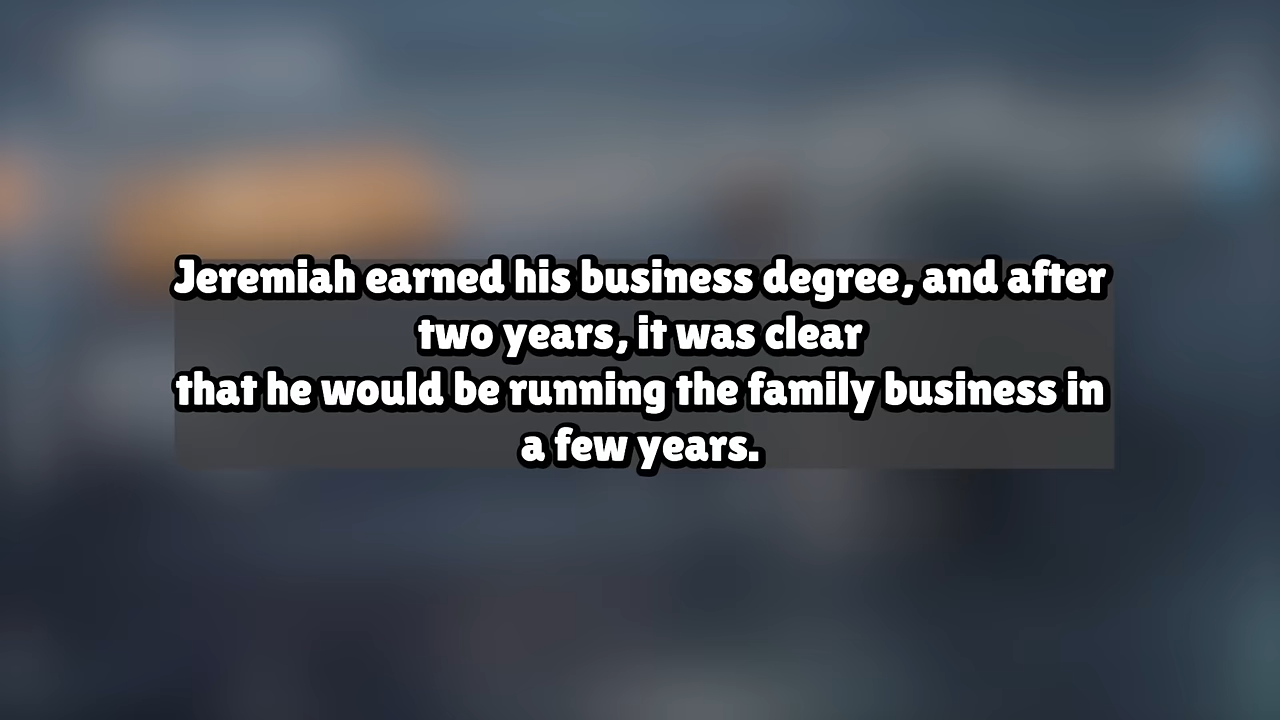 Jeremiah earned his business degree, and after
two years, it was clear
that he would be running the family business in
a few years.